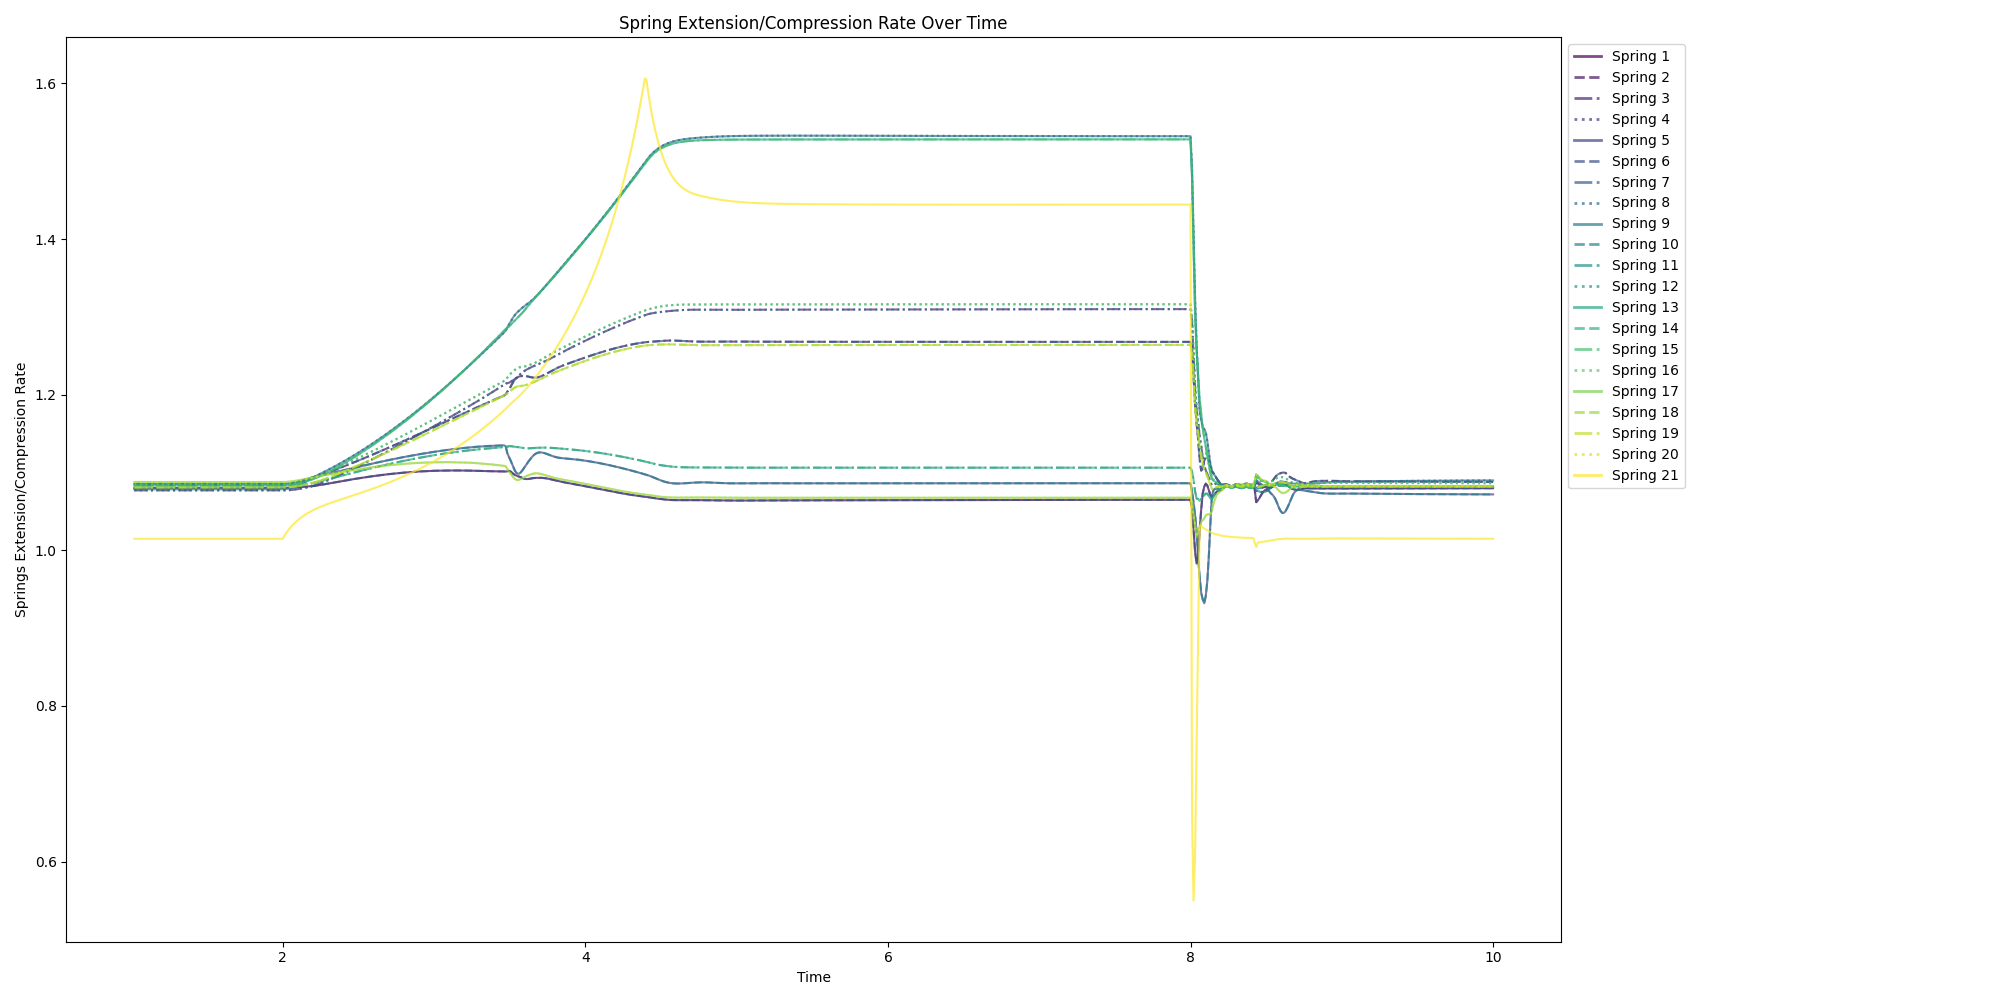 Spring Extension/Compression Rate Over Time
Springs Extension/Compression Rate
1.6
1.4
1.2
1.0
0.8
0.6
2
4
6
8
10
Time
Spring 1
Spring 2
Spring 3
Spring 4
Spring 5
Spring 6
Spring 7
Spring 8
Spring 9
Spring 10
Spring 11
Spring 12
Spring 13
Spring 14
Spring 15
Spring 16
Spring 17
Spring 18
Spring 19
Spring 20
Spring 21